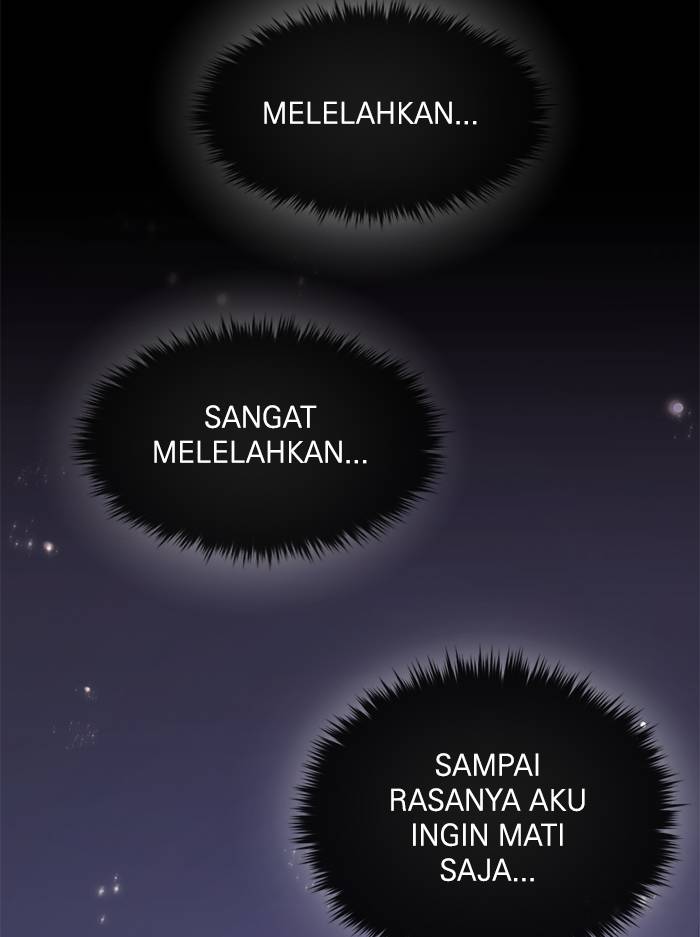 MELELAHKAN...
SANGAT
MELELAHKAN...
SAMPAI
RASANYA AKU
INGIN MATI
SAJA...